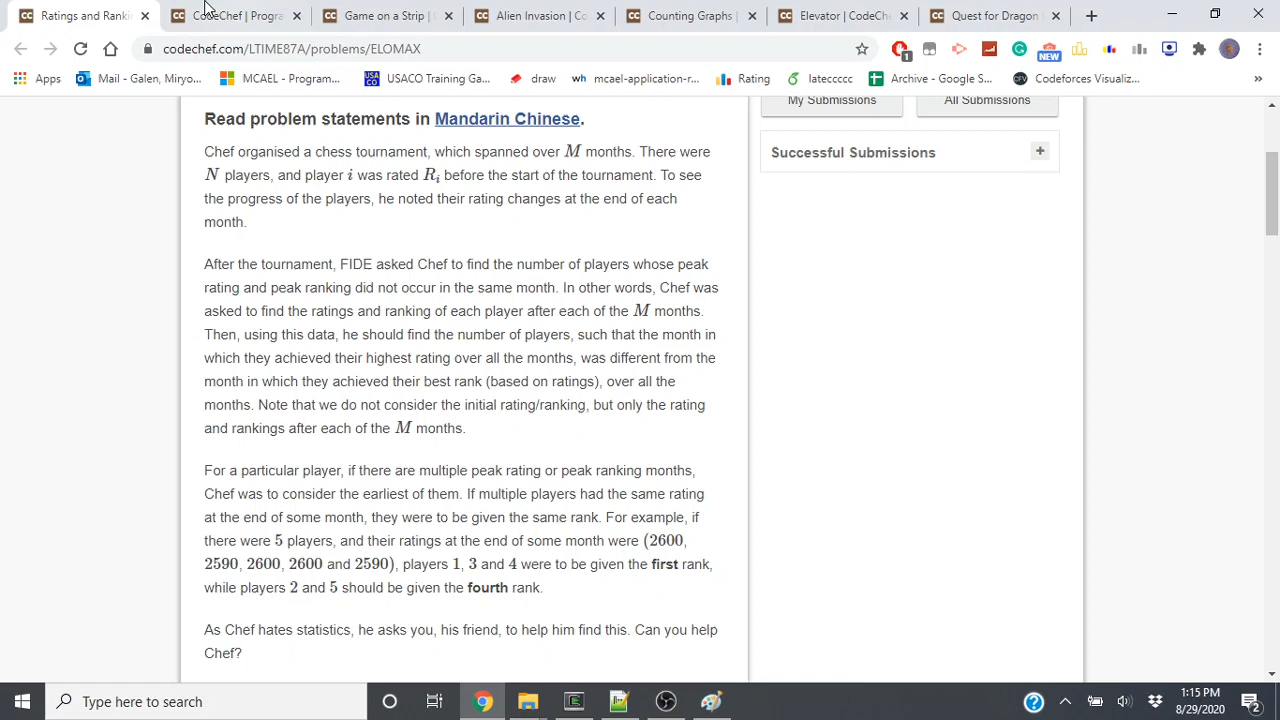 Ratings and Ranki
CodeChef | Progra
Game on a Strip |
Alien Invasion | Co
Counting Graphs
Elevator | CodeChe
Quest for Dragon
codechef.com/LTIME87A/problems/ELOMAX
1
NEW
Apps
Mail - Galen, Miryo...
MCAEL - Program...
USACO
USACO Training Ga...
draw
wh mcael-application-r...
Rating
lateccccc
Archive - Google S...
CFV
Codeforces Visualiz...
»
My Submissions
All Submissions
Read problem statements in Mandarin Chinese.
Successful Submissions
+
Chef organised a chess tournament, which spanned over M months. There were
N players, and player i was rated Ri before the start of the tournament. To see
the progress of the players, he noted their rating changes at the end of each
month.
After the tournament, FIDE asked Chef to find the number of players whose peak
rating and peak ranking did not occur in the same month. In other words, Chef was
asked to find the ratings and ranking of each player after each of the M months.
Then, using this data, he should find the number of players, such that the month in
which they achieved their highest rating over all the months, was different from the
month in which they achieved their best rank (based on ratings), over all the
months. Note that we do not consider the initial rating/ranking, but only the rating
and rankings after each of the M months.
For a particular player, if there are multiple peak rating or peak ranking months,
Chef was to consider the earliest of them. If multiple players had the same rating
at the end of some month, they were to be given the same rank. For example, if
there were 5 players, and their ratings at the end of some month were (2600,
2590, 2600, 2600 and 2590), players 1, 3 and 4 were to be given the first rank,
while players 2 and 5 should be given the fourth rank.
As Chef hates statistics, he asks you, his friend, to help him find this. Can you help
Chef?
Type here to search
1:15 PM
8/29/2020
2